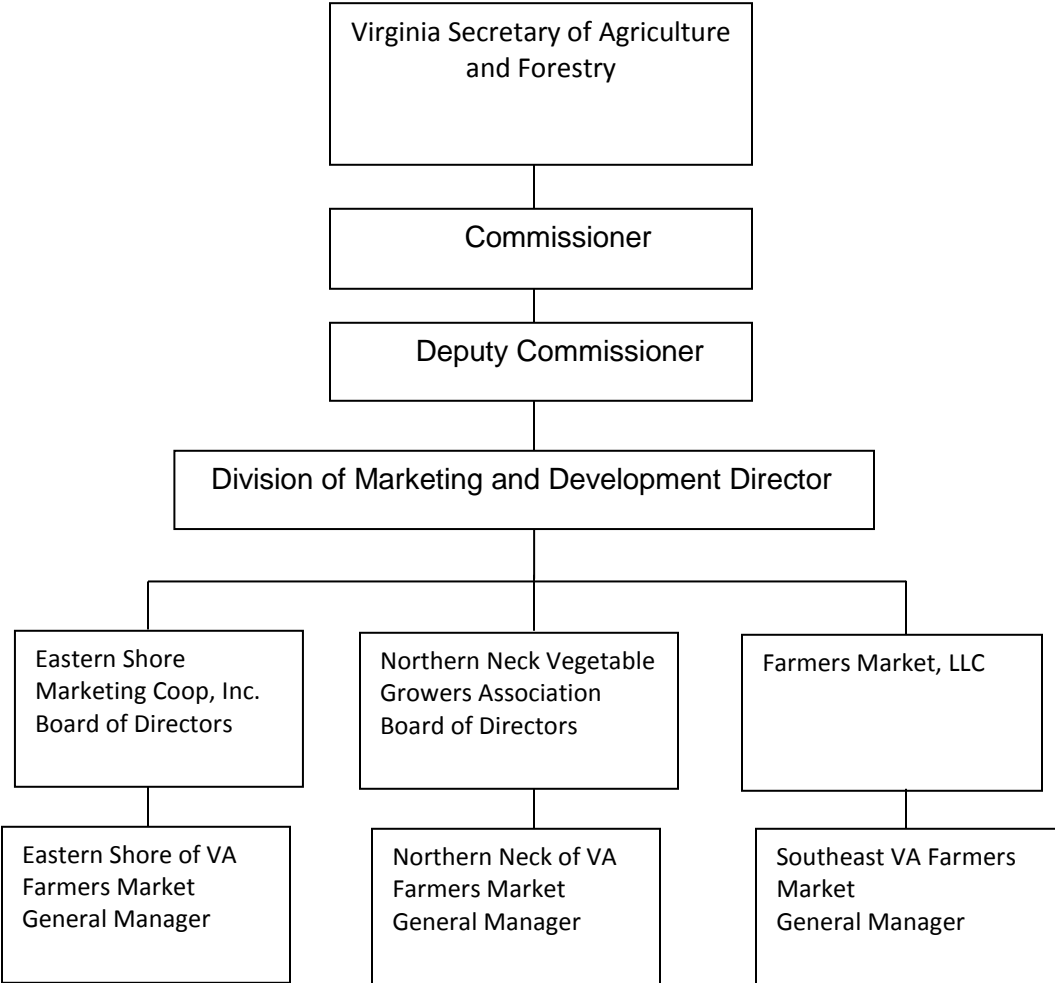 Virginia Secretary of Agriculture
and Forestry
Commissioner
Deputy Commissioner
Division of Marketing and Development Director
Eastern Shore
Marketing Coop, Inc.
Board of Directors
Northern Neck Vegetable
Growers Association
Board of Directors
Farmers Market, LLC
Eastern Shore of VA
Farmers Market
General Manager
Northern Neck of VA
Farmers Market
General Manager
Southeast VA Farmers
Market
General Manager